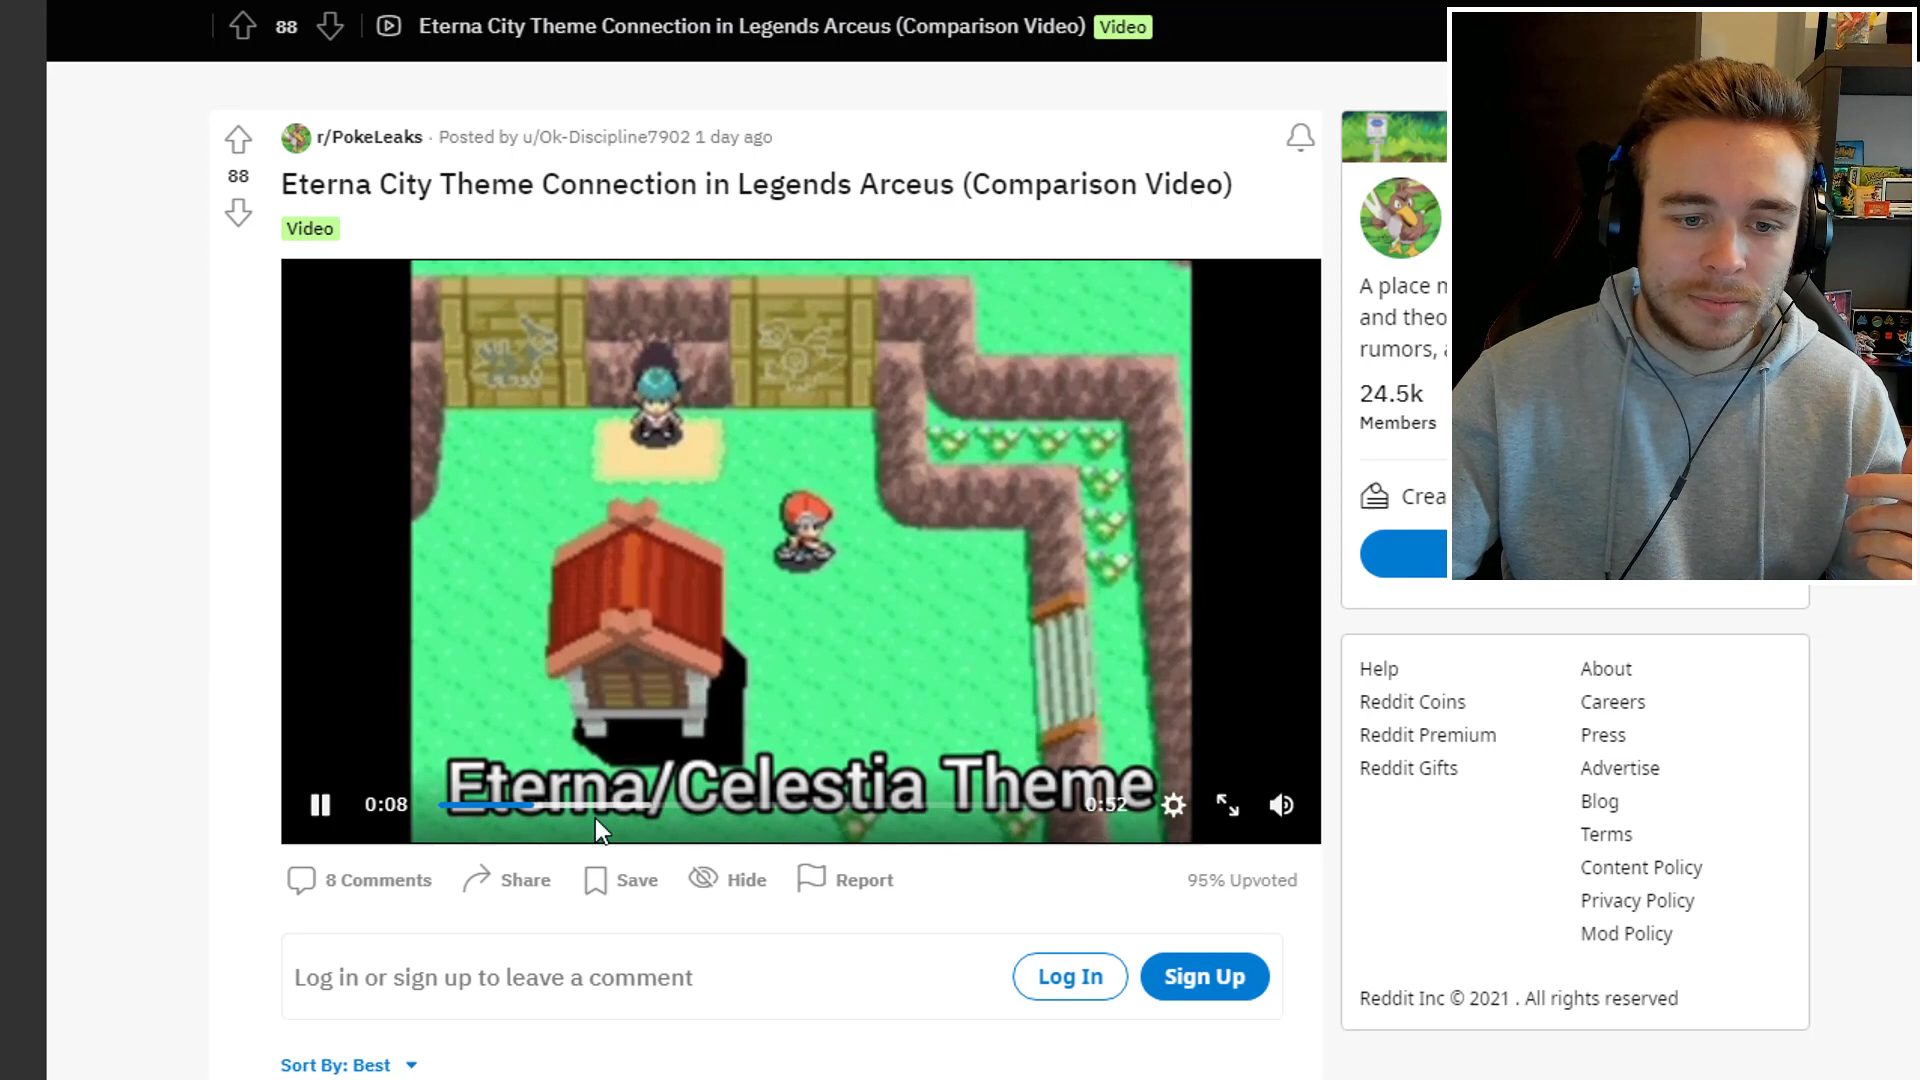 88
Eterna City Theme Connection in Legends Arceus (Comparison Video) Video
r/PokeLeaks · Posted by u/Ok-Discipline7902 1 day ago
88
Eterna City Theme Connection in Legends Arceus (Comparison Video)
Video
Eterna/Celestia Theme
0:08
0:52
8 Comments Share Save Hide Report 95% Upvoted
Log in or sign up to leave a comment Log In Sign Up
Sort By: Best
A place
and theo
rumors,
24.5k
Members
Crea
Help About
Reddit Coins Careers
Reddit Premium Press
Reddit Gifts Advertise
Blog
Terms
Content Policy
Privacy Policy
Mod Policy
Reddit Inc © 2021 . All rights reserved